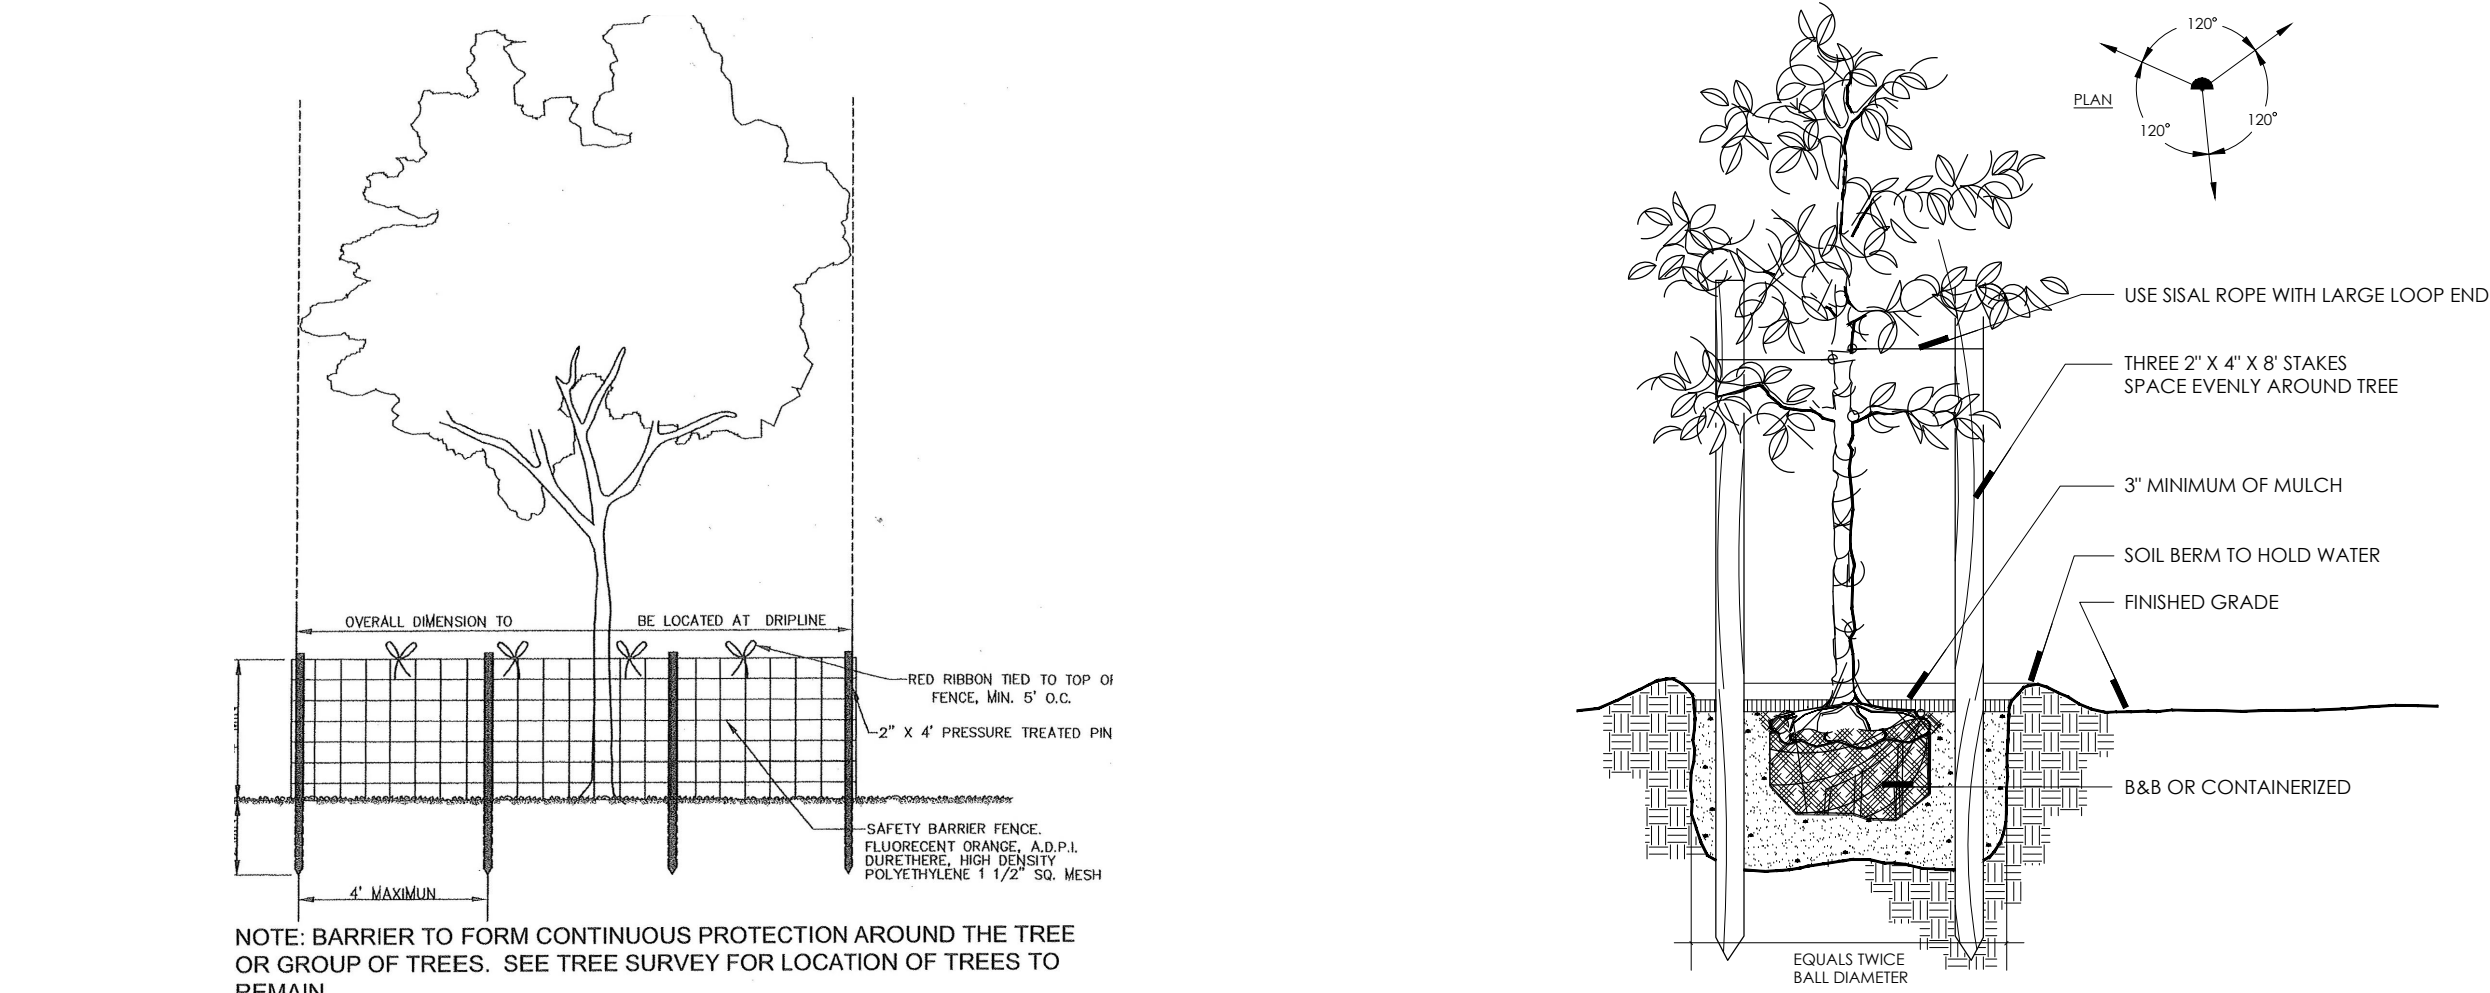 OVERALL DIMENSION TO BE LOCATED AT DRIPLINE
RED RIBBON TIED TO TOP OF
FENCE, MIN. 5' O.C.
2" X 4' PRESSURE TREATED PIN
SAFETY BARRIER FENCE.
FLUORECENT ORANGE, A.D.P.I.
DURETHERE, HIGH DENSITY
POLYETHYLENE 1 1/2" SQ. MESH
4' MAXIMUN
NOTE: BARRIER TO FORM CONTINUOUS PROTECTION AROUND THE TREE
OR GROUP OF TREES. SEE TREE SURVEY FOR LOCATION OF TREES TO
REMAIN
120°
PLAN
120°
120°
USE SISAL ROPE WITH LARGE LOOP END
THREE 2" X 4" X 8' STAKES
SPACE EVENLY AROUND TREE
3" MINIMUM OF MULCH
SOIL BERM TO HOLD WATER
FINISHED GRADE
B&B OR CONTAINERIZED
EQUALS TWICE
BALL DIAMETER